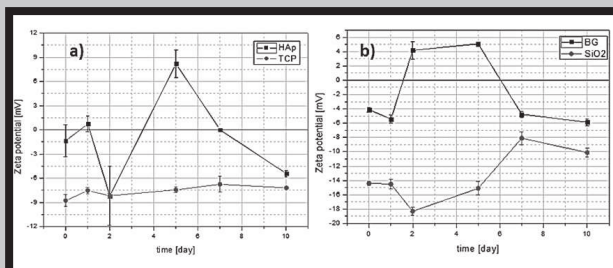 a)
HAp
TCP
Zeta potential [mV]
12
9
6
3
0
-3
-6
-9
-12
0 2 4 6 8 10
time [day]
b)
BG
SiO2
Zeta potential [mV]
6
4
2
0
-2
-4
-6
-8
-10
-12
-14
-16
-18
-20
0 2 4 6 8 10
time [day]